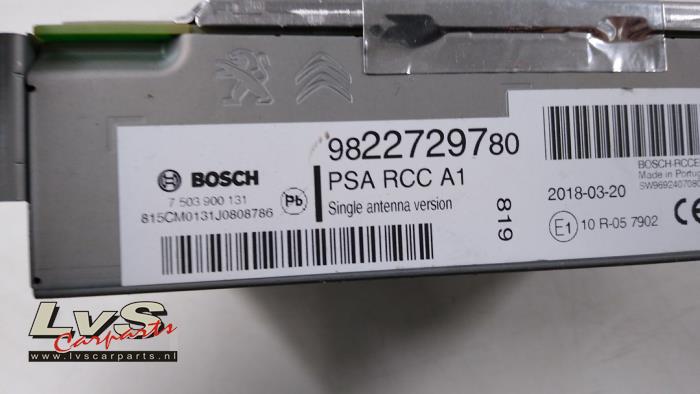 BOSCH
7 503 900 131
815CM0131J0808786
Pb
9822729780
PSA RCC A1
Single antenna version
819
BOSCH-RCCE
Made in Portug
2018-03-20
E1 10 R-05 7902
CE
LvS
Carparts
www.lvscarparts.nl